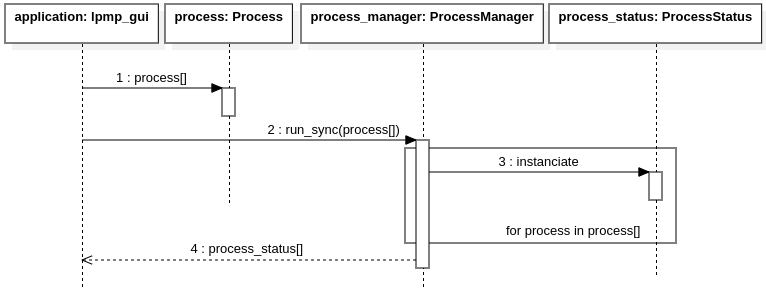 application: lpmp_gui
process: Process
process_manager: ProcessManager
process_status: ProcessStatus
1 : process[]
2 : run_sync(process[])
3 : instanciate
for process in process[]
4 : process_status[]